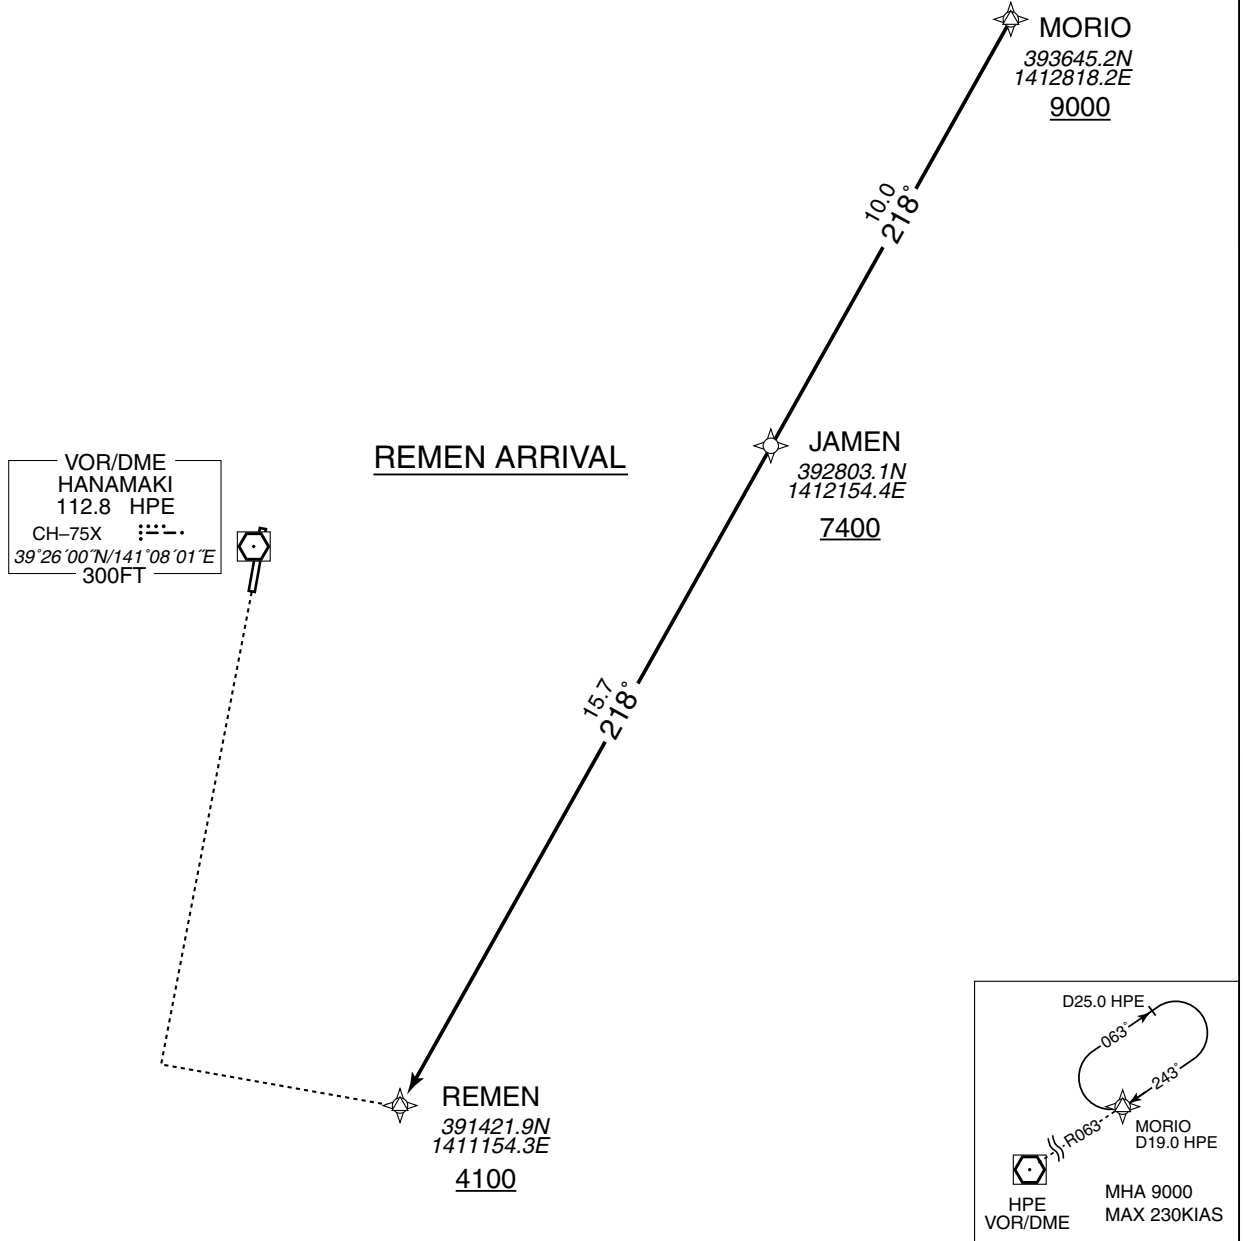 MORIO
393645.2N
1412818.2E
9000
10.0
218°
REMEN ARRIVAL
JAMEN
392803.1N
1412154.4E
7400
VOR/DME
HANAMAKI
112.8 HPE
CH–75X
39°26´00˝N/141°08´01˝E
300FT
15.7
218°
REMEN
391421.9N
1411154.3E
4100
D25.0 HPE
063°
243°
R063
MORIO
D19.0 HPE
HPE
VOR/DME
MHA 9000
MAX 230KIAS